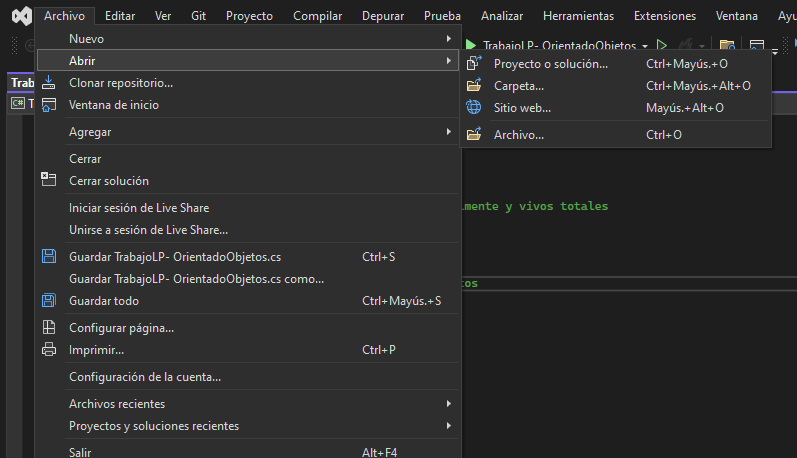 Archivo Editar Ver Git Proyecto Compilar Depurar Prueba Analizar Herramientas Extensiones Ventana Ayu
Nuevo
TrabajoLP- OrientadoObjetos
Abrir
Proyecto o solución... Ctrl+Mayús.+O
Trab
Clonar repositorio...
Carpeta... Ctrl+Mayús.+Alt+O
C# T
Ventana de inicio
Sitio web... Mayús.+Alt+O
Agregar
Archivo... Ctrl+O
Cerrar
Cerrar solución
Iniciar sesión de Live Share
mente y vivos totales
Unirse a sesión de Live Share...
Guardar TrabajoLP- OrientadoObjetos.cs Ctrl+S
Guardar TrabajoLP- OrientadoObjetos.cs como...
tos
Guardar todo Ctrl+Mayús.+S
Configurar página...
Imprimir... Ctrl+P
Configuración de la cuenta...
Archivos recientes
Proyectos y soluciones recientes
Salir Alt+F4